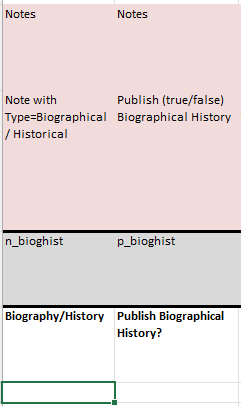 Notes Notes
Note with Publish (true/false)
Type=Biographical Biographical History
/ Historical
n_bioghist p_bioghist
Biography/History Publish Biographical
History?